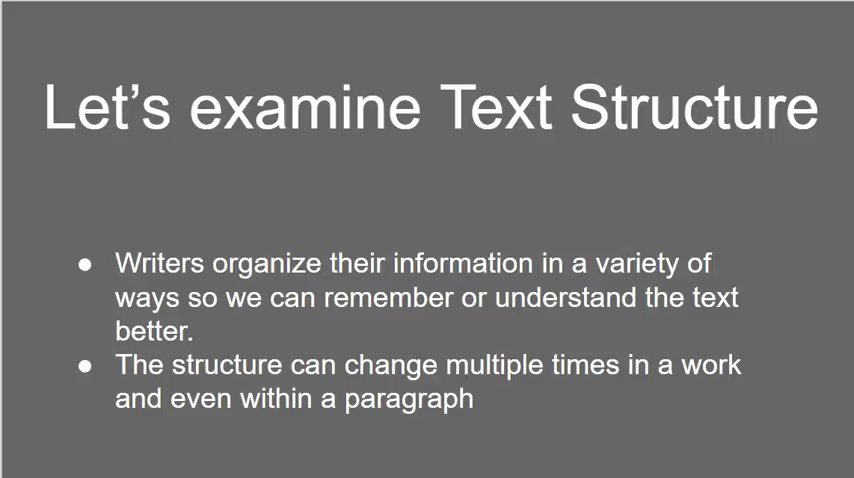 Let’s examine Text Structure
● Writers organize their information in a variety of
ways so we can remember or understand the text
better.
● The structure can change multiple times in a work
and even within a paragraph